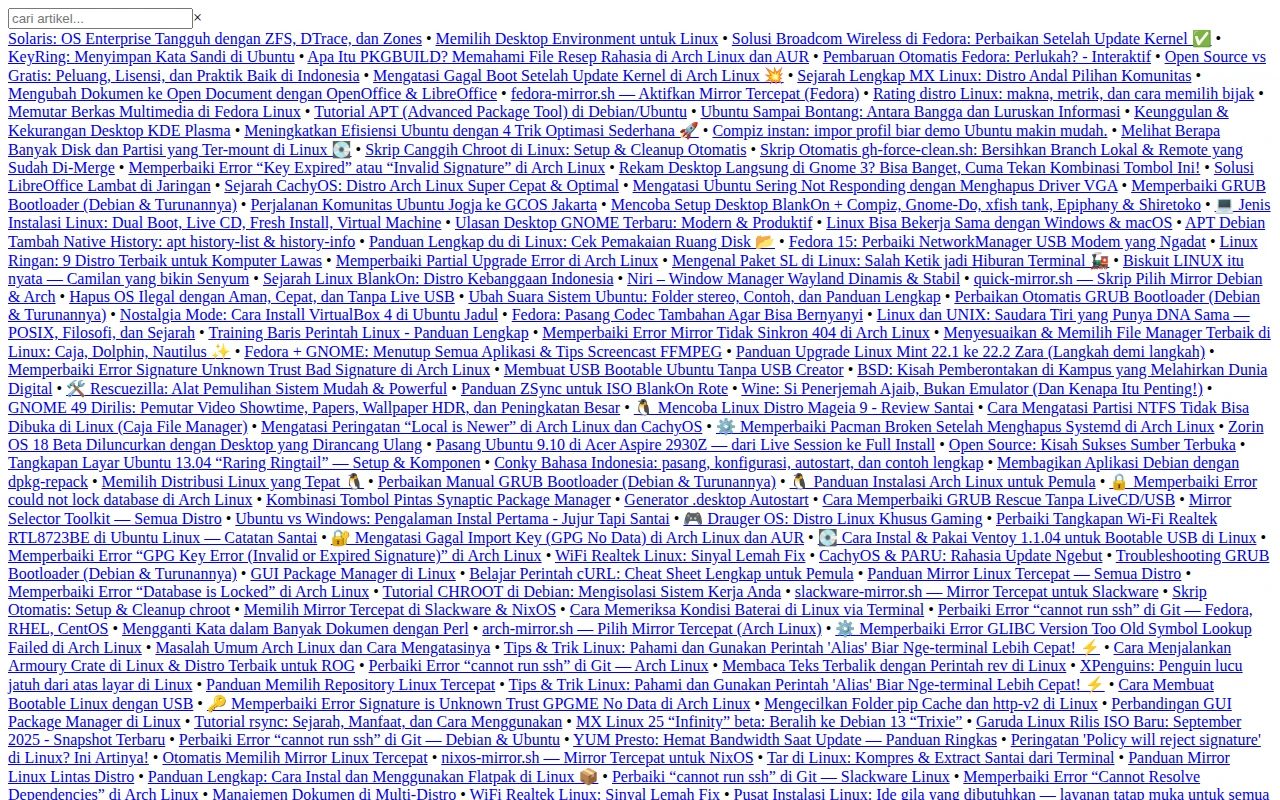 cari artikel... ×
Solaris: OS Enterprise Tangguh dengan ZFS, DTrace, dan Zones • Memilih Desktop Environment untuk Linux • Solusi Broadcom Wireless di Fedora: Perbaikan Setelah Update Kernel ✅ •
KeyRing: Menyimpan Kata Sandi di Ubuntu • Apa Itu PKGBUILD? Memahami File Resep Rahasia di Arch Linux dan AUR • Pembaruan Otomatis Fedora: Perlukah? - Interaktif • Open Source vs
Gratis: Peluang, Lisensi, dan Praktik Baik di Indonesia • Mengatasi Gagal Boot Setelah Update Kernel di Arch Linux 💥 • Sejarah Lengkap MX Linux: Distro Andal Pilihan Komunitas •
Mengubah Dokumen ke Open Document dengan OpenOffice & LibreOffice • fedora-mirror.sh — Aktifkan Mirror Tercepat (Fedora) • Rating distro Linux: makna, metrik, dan cara memilih bijak •
Memutar Berkas Multimedia di Fedora Linux • Tutorial APT (Advanced Package Tool) di Debian/Ubuntu • Ubuntu Sampai Bontang: Antara Bangga dan Luruskan Informasi • Keunggulan &
Kekurangan Desktop KDE Plasma • Meningkatkan Efisiensi Ubuntu dengan 4 Trik Optimasi Sederhana 🚀 • Compiz instan: impor profil biar demo Ubuntu makin mudah. • Melihat Berapa
Banyak Disk dan Partisi yang Ter-mount di Linux 💽 • Skrip Canggih Chroot di Linux: Setup & Cleanup Otomatis • Skrip Otomatis gh-force-clean.sh: Bersihkan Branch Lokal & Remote yang
Sudah Di-Merge • Memperbaiki Error “Key Expired” atau “Invalid Signature” di Arch Linux • Rekam Desktop Langsung di Gnome 3? Bisa Banget, Cuma Tekan Kombinasi Tombol Ini! • Solusi
LibreOffice Lambat di Jaringan • Sejarah CachyOS: Distro Arch Linux Super Cepat & Optimal • Mengatasi Ubuntu Sering Not Responding dengan Menghapus Driver VGA • Memperbaiki GRUB
Bootloader (Debian & Turunannya) • Perjalanan Komunitas Ubuntu Jogja ke GCOS Jakarta • Mencoba Setup Desktop BlankOn + Compiz, Gnome-Do, xfish tank, Epiphany & Shiretoko • 💻 Jenis
Instalasi Linux: Dual Boot, Live CD, Fresh Install, Virtual Machine • Ulasan Desktop GNOME Terbaru: Modern & Produktif • Linux Bisa Bekerja Sama dengan Windows & macOS • APT Debian
Tambah Native History: apt history-list & history-info • Panduan Lengkap du di Linux: Cek Pemakaian Ruang Disk 📂 • Fedora 15: Perbaiki NetworkManager USB Modem yang Ngadat • Linux
Ringan: 9 Distro Terbaik untuk Komputer Lawas • Memperbaiki Partial Upgrade Error di Arch Linux • Mengenal Paket SL di Linux: Salah Ketik jadi Hiburan Terminal 🚂 • Biskuit LINUX itu
nyata — Camilan yang bikin Senyum • Sejarah Linux BlankOn: Distro Kebanggaan Indonesia • Niri – Window Manager Wayland Dinamis & Stabil • quick-mirror.sh — Skrip Pilih Mirror Debian
& Arch • Hapus OS Ilegal dengan Aman, Cepat, dan Tanpa Live USB • Ubah Suara Sistem Ubuntu: Folder stereo, Contoh, dan Panduan Lengkap • Perbaikan Otomatis GRUB Bootloader (Debian
& Turunannya) • Nostalgia Mode: Cara Install VirtualBox 4 di Ubuntu Jadul • Fedora: Pasang Codec Tambahan Agar Bisa Bernyanyi • Linux dan UNIX: Saudara Tiri yang Punya DNA Sama —
POSIX, Filosofi, dan Sejarah • Training Baris Perintah Linux - Panduan Lengkap • Memperbaiki Error Mirror Tidak Sinkron 404 di Arch Linux • Menyesuaikan & Memilih File Manager Terbaik di
Linux: Caja, Dolphin, Nautilus ✨ • Fedora + GNOME: Menutup Semua Aplikasi & Tips Screencast FFMPEG • Panduan Upgrade Linux Mint 22.1 ke 22.2 Zara (Langkah demi langkah) •
Memperbaiki Error Signature Unknown Trust Bad Signature di Arch Linux • Membuat USB Bootable Ubuntu Tanpa USB Creator • BSD: Kisah Pemberontakan di Kampus yang Melahirkan Dunia
Digital • 🛠️ Rescuezilla: Alat Pemulihan Sistem Mudah & Powerful • Panduan ZSync untuk ISO BlankOn Rote • Wine: Si Penerjemah Ajaib, Bukan Emulator (Dan Kenapa Itu Penting!) •
GNOME 49 Dirilis: Pemutar Video Showtime, Papers, Wallpaper HDR, dan Peningkatan Besar • 🐧 Mencoba Linux Distro Mageia 9 - Review Santai • Cara Mengatasi Partisi NTFS Tidak Bisa
Dibuka di Linux (Caja File Manager) • Mengatasi Peringatan “Local is Newer” di Arch Linux dan CachyOS • ⚙️ Memperbaiki Pacman Broken Setelah Menghapus Systemd di Arch Linux • Zorin
OS 18 Beta Diluncurkan dengan Desktop yang Dirancang Ulang • Pasang Ubuntu 9.10 di Acer Aspire 2930Z — dari Live Session ke Full Install • Open Source: Kisah Sukses Sumber Terbuka •
Tangkapan Layar Ubuntu 13.04 “Raring Ringtail” — Setup & Komponen • Conky Bahasa Indonesia: pasang, konfigurasi, autostart, dan contoh lengkap • Membagikan Aplikasi Debian dengan
dpkg-repack • Memilih Distribusi Linux yang Tepat 🐧 • Perbaikan Manual GRUB Bootloader (Debian & Turunannya) • 🐧 Panduan Instalasi Arch Linux untuk Pemula • 🔒 Memperbaiki Error
could not lock database di Arch Linux • Kombinasi Tombol Pintas Synaptic Package Manager • Generator .desktop Autostart • Cara Memperbaiki GRUB Rescue Tanpa LiveCD/USB • Mirror
Selector Toolkit — Semua Distro • Ubuntu vs Windows: Pengalaman Instal Pertama - Jujur Tapi Santai • 🎮 Drauger OS: Distro Linux Khusus Gaming • Perbaiki Tangkapan Wi-Fi Realtek
RTL8723BE di Ubuntu Linux — Catatan Santai • 🔐 Mengatasi Gagal Import Key (GPG No Data) di Arch Linux dan AUR • 💽 Cara Instal & Pakai Ventoy 1.1.04 untuk Bootable USB di Linux •
Memperbaiki Error “GPG Key Error (Invalid or Expired Signature)” di Arch Linux • WiFi Realtek Linux: Sinyal Lemah Fix • CachyOS & PARU: Rahasia Update Ngebut • Troubleshooting GRUB
Bootloader (Debian & Turunannya) • GUI Package Manager di Linux • Belajar Perintah cURL: Cheat Sheet Lengkap untuk Pemula • Panduan Mirror Linux Tercepat — Semua Distro •
Memperbaiki Error “Database is Locked” di Arch Linux • Tutorial CHROOT di Debian: Mengisolasi Sistem Kerja Anda • slackware-mirror.sh — Mirror Tercepat untuk Slackware • Skrip
Otomatis: Setup & Cleanup chroot • Memilih Mirror Tercepat di Slackware & NixOS • Cara Memeriksa Kondisi Baterai di Linux via Terminal • Perbaiki Error “cannot run ssh” di Git — Fedora,
RHEL, CentOS • Mengganti Kata dalam Banyak Dokumen dengan Perl • arch-mirror.sh — Pilih Mirror Tercepat (Arch Linux) • ⚙️ Memperbaiki Error GLIBC Version Too Old Symbol Lookup
Failed di Arch Linux • Masalah Umum Arch Linux dan Cara Mengatasinya • Tips & Trik Linux: Pahami dan Gunakan Perintah 'Alias' Biar Nge-terminal Lebih Cepat! ⚡ • Cara Menjalankan
Armoury Crate di Linux & Distro Terbaik untuk ROG • Perbaiki Error “cannot run ssh” di Git — Arch Linux • Membaca Teks Terbalik dengan Perintah rev di Linux • XPenguins: Penguin lucu
jatuh dari atas layar di Linux • Panduan Memilih Repository Linux Tercepat • Tips & Trik Linux: Pahami dan Gunakan Perintah 'Alias' Biar Nge-terminal Lebih Cepat! ⚡ • Cara Membuat
Bootable Linux dengan USB • 🔑 Memperbaiki Error Signature is Unknown Trust GPGME No Data di Arch Linux • Mengecilkan Folder pip Cache dan http-v2 di Linux • Perbandingan GUI
Package Manager di Linux • Tutorial rsync: Sejarah, Manfaat, dan Cara Menggunakan • MX Linux 25 “Infinity” beta: Beralih ke Debian 13 “Trixie” • Garuda Linux Rilis ISO Baru: September
2025 - Snapshot Terbaru • Perbaiki Error “cannot run ssh” di Git — Debian & Ubuntu • YUM Presto: Hemat Bandwidth Saat Update — Panduan Ringkas • Peringatan 'Policy will reject signature'
di Linux? Ini Artinya! • Otomatis Memilih Mirror Linux Tercepat • nixos-mirror.sh — Mirror Tercepat untuk NixOS • Tar di Linux: Kompres & Extract Santai dari Terminal • Panduan Mirror
Linux Lintas Distro • Panduan Lengkap: Cara Instal dan Menggunakan Flatpak di Linux 📦 • Perbaiki “cannot run ssh” di Git — Slackware Linux • Memperbaiki Error “Cannot Resolve
Dependencies” di Arch Linux • Manajemen Dokumen di Multi-Distro • WiFi Realtek Linux: Sinyal Lemah Fix • Pusat Instalasi Linux: Ide gila yang dibutuhkan — layanan tatap muka untuk semua